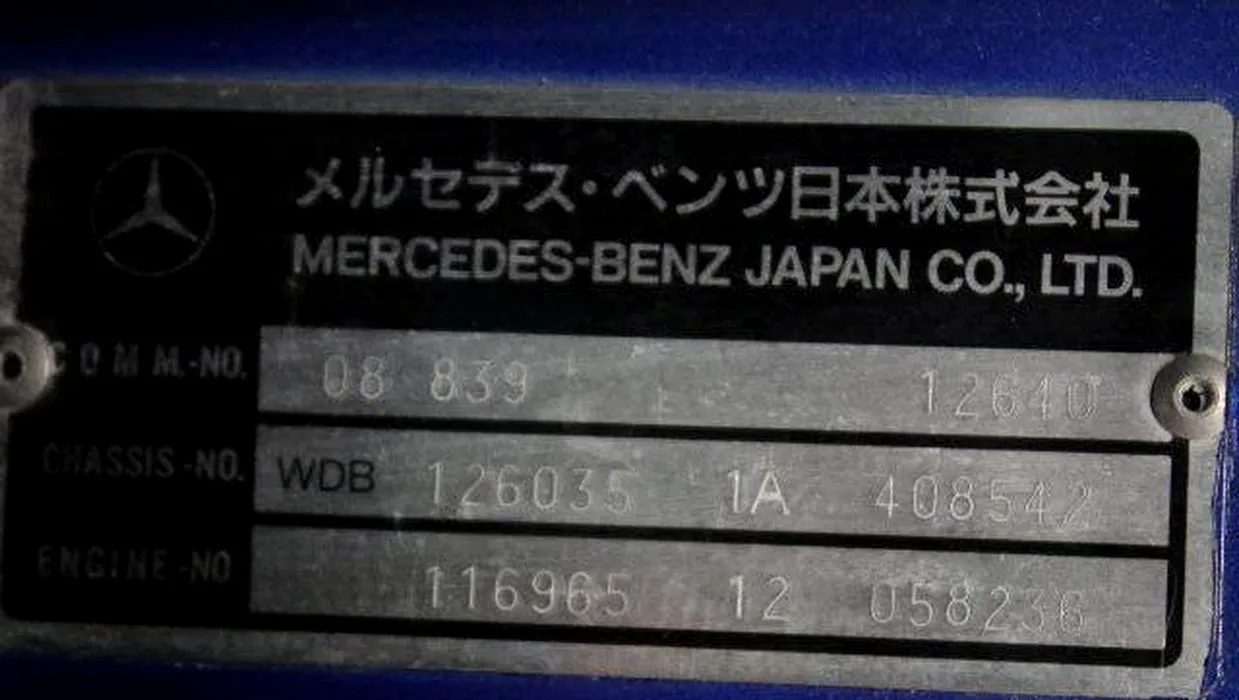 メルセデス・ベンツ日本株式会社
MERCEDES-BENZ JAPAN CO., LTD.
COMM.-NO. 08 839 12640
CHASSIS-NO. WDB 126035 1A 408542
ENGINE-NO 116965 12 058236